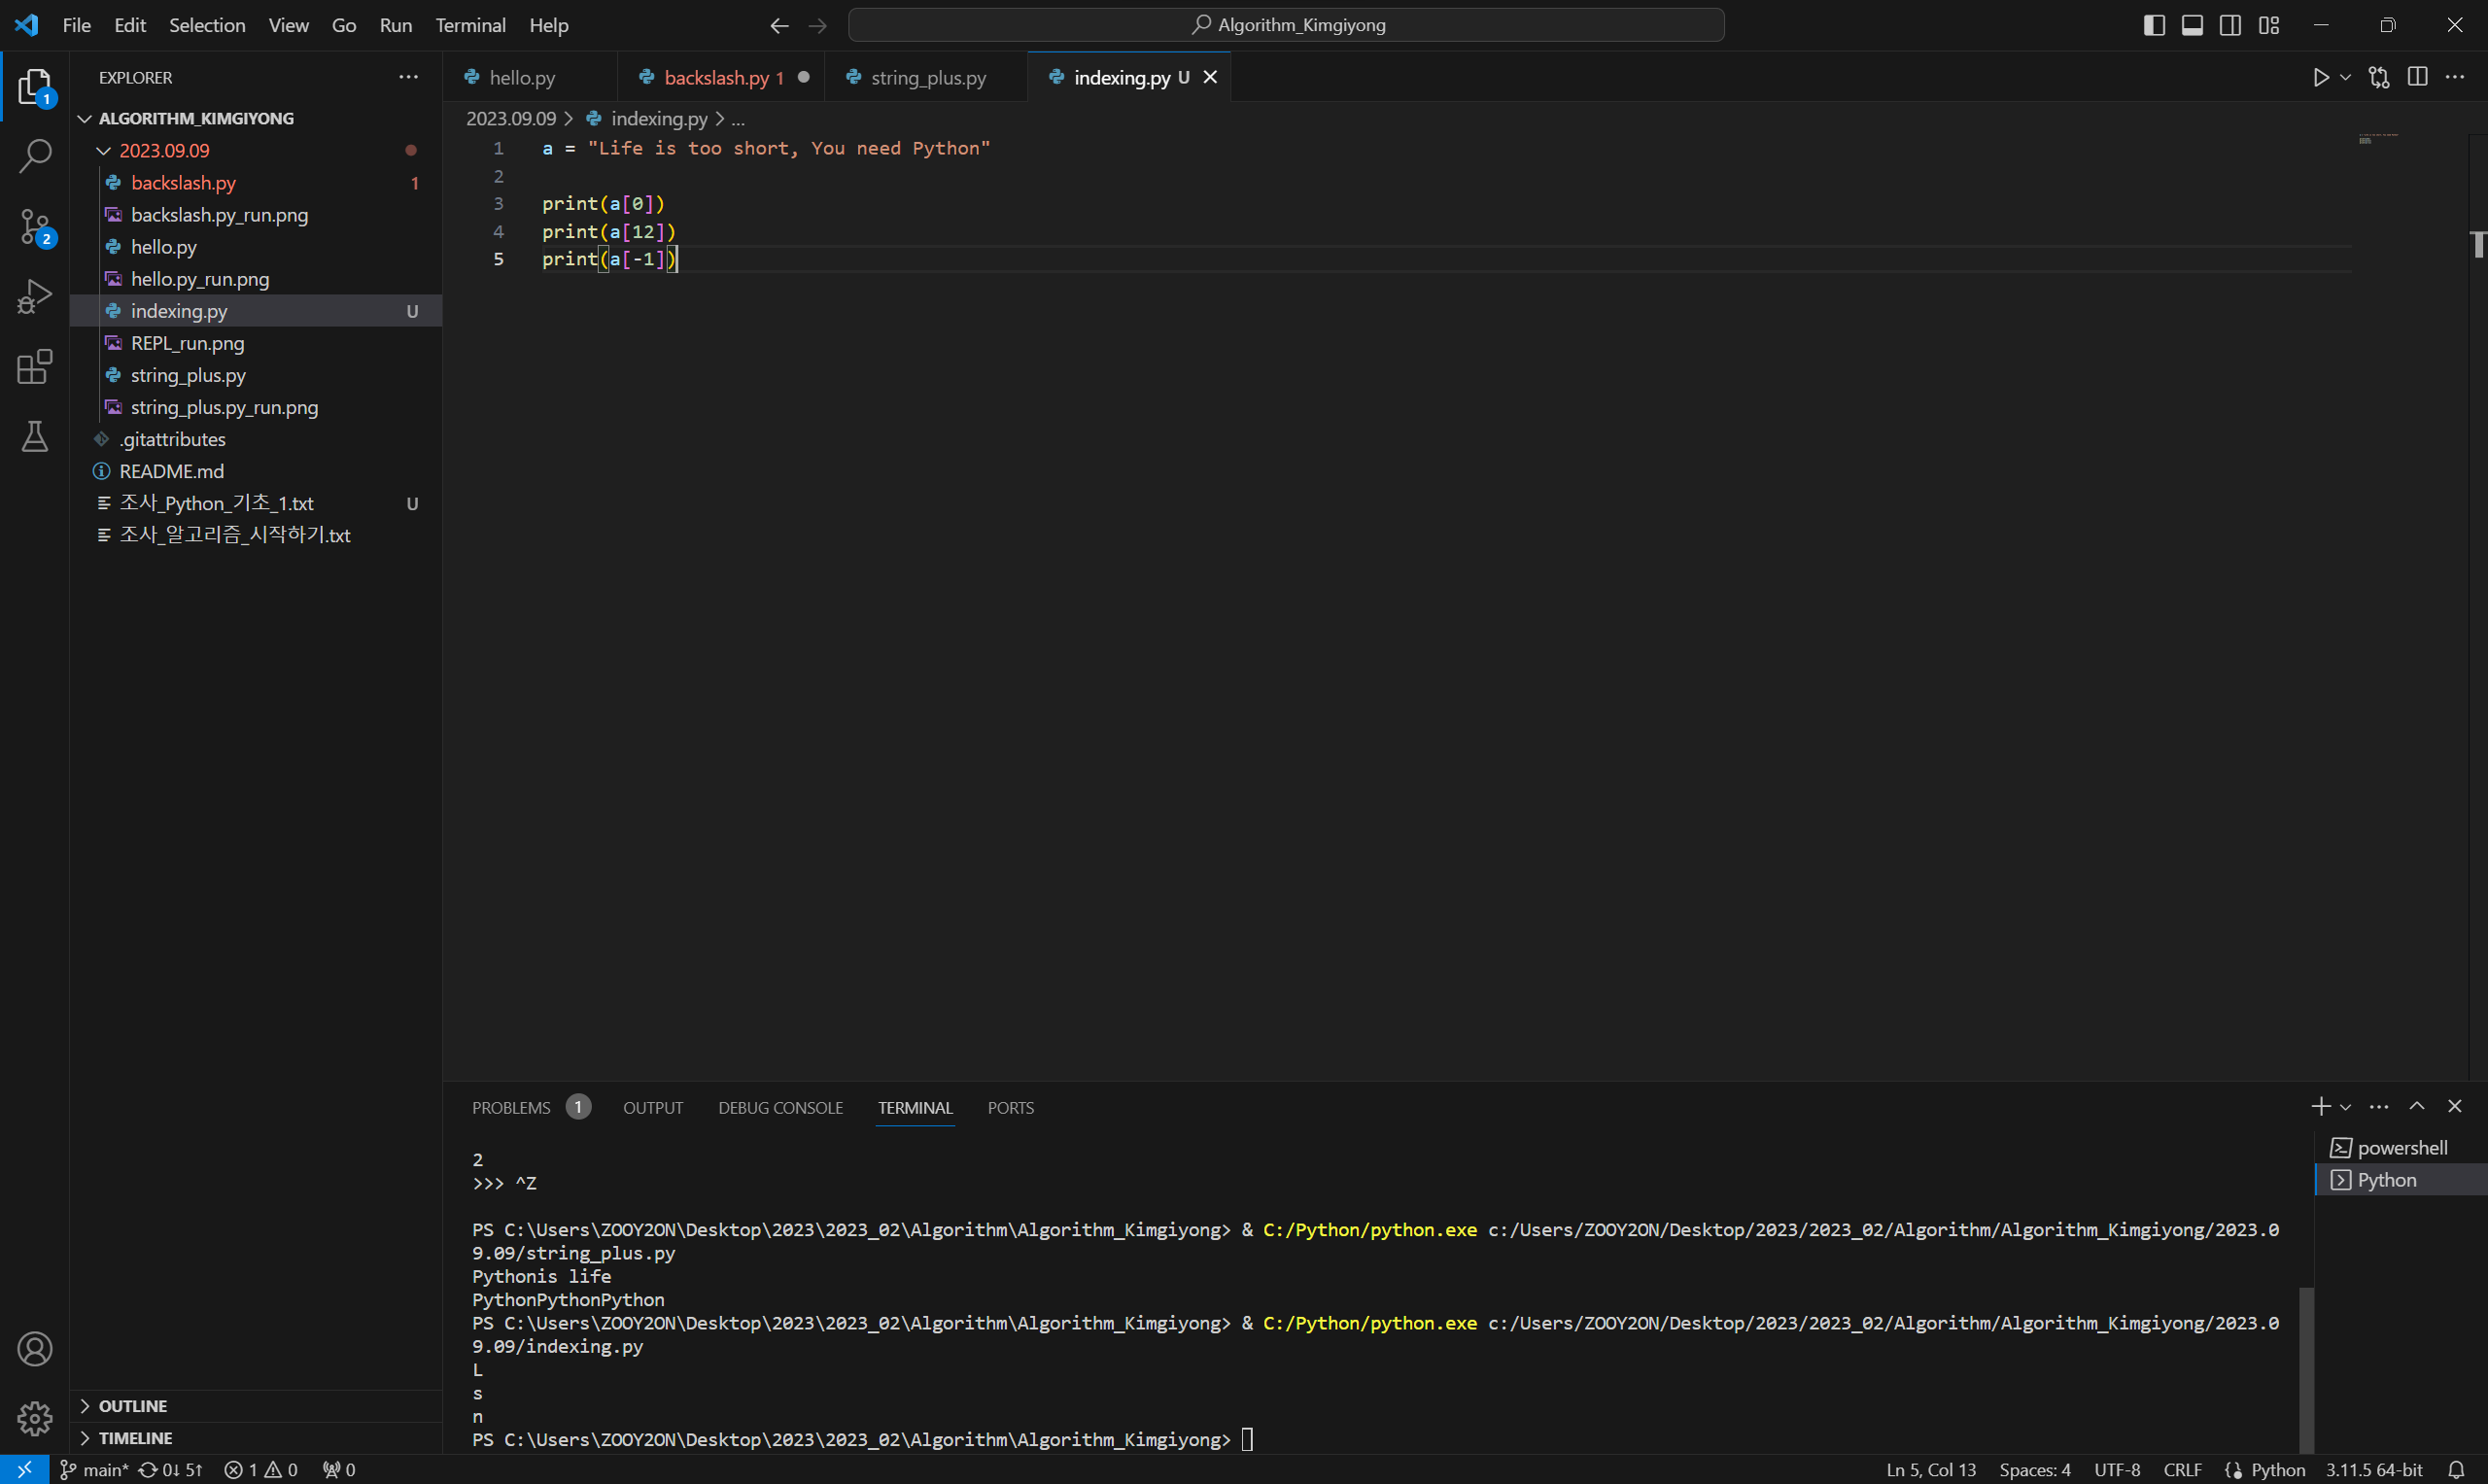 File Edit Selection View Go Run Terminal Help
Algorithm_Kimgiyong
EXPLORER
hello.py
backslash.py 1
string_plus.py
indexing.py U
ALGORITHM_KIMGIYONG
2023.09.09
backslash.py 1
backslash.py_run.png
hello.py
hello.py_run.png
indexing.py U
REPL_run.png
string_plus.py
string_plus.py_run.png
.gitattributes
README.md
조사_Python_기초_1.txt U
조사_알고리즘_시작하기.txt
OUTLINE
TIMELINE
2023.09.09 > indexing.py > ...
1 a = "Life is too short, You need Python"
2
3 print(a[0])
4 print(a[12])
5 print(a[-1])
PROBLEMS 1 OUTPUT DEBUG CONSOLE TERMINAL PORTS
2
>>> ^Z
PS C:\Users\ZOOY2ON\Desktop\2023\2023_02\Algorithm\Algorithm_Kimgiyong> & C:/Python/python.exe c:/Users/ZOOY2ON/Desktop/2023/2023_02/Algorithm/Algorithm_Kimgiyong/2023.0
9.09/string_plus.py
Pythonis life
PythonPythonPython
PS C:\Users\ZOOY2ON\Desktop\2023\2023_02\Algorithm\Algorithm_Kimgiyong> & C:/Python/python.exe c:/Users/ZOOY2ON/Desktop/2023/2023_02/Algorithm/Algorithm_Kimgiyong/2023.0
9.09/indexing.py
L
s
n
PS C:\Users\ZOOY2ON\Desktop\2023\2023_02\Algorithm\Algorithm_Kimgiyong>
powershell
Python
1
2
main* 0↓ 5↑ 1 0 0
Ln 5, Col 13 Spaces: 4 UTF-8 CRLF Python 3.11.5 64-bit